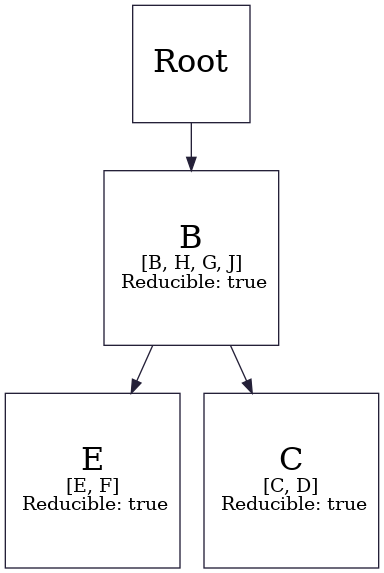 Root
B
[B, H, G, J]
Reducible: true
E
[E, F]
Reducible: true
C
[C, D]
Reducible: true